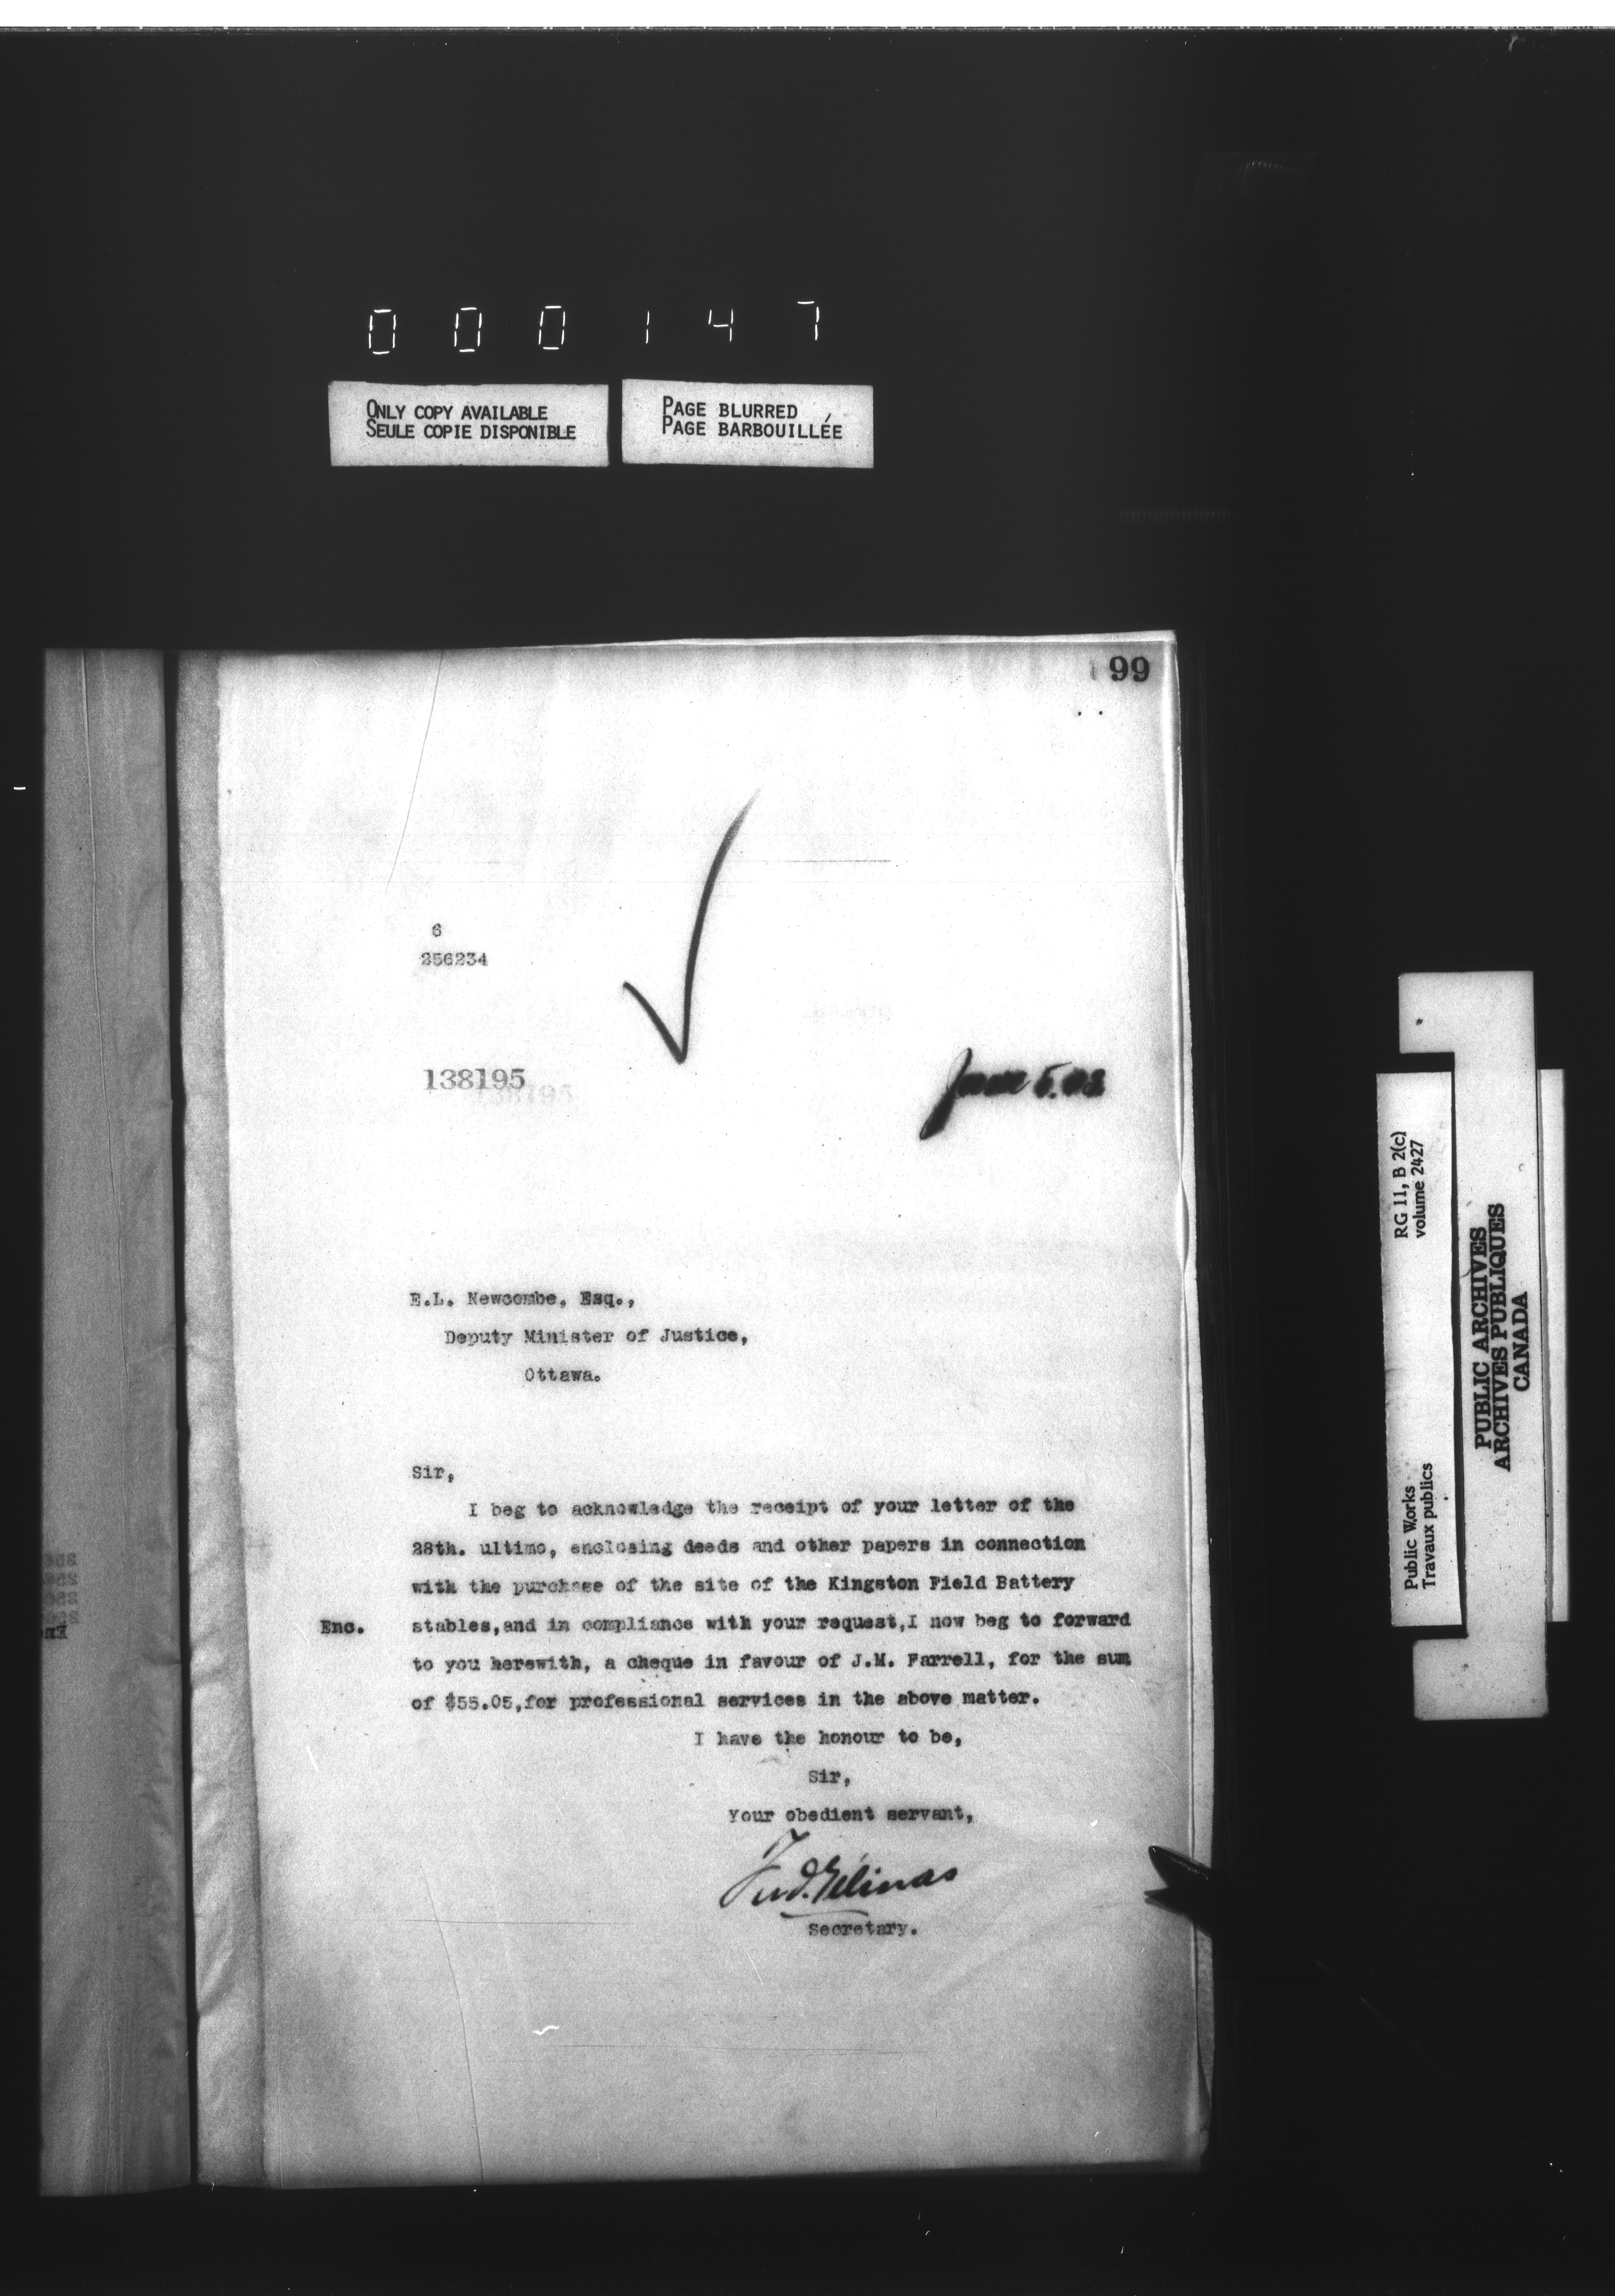 000147
ONLY COPY AVAILABLE
SEULE COPIE DISPONIBLE
PAGE BLURRED
PAGE BARBOUILLÉE
99
6
256234
138195
June 5.03
E.L. Newcombe, Esq.,
Deputy Minister of Justice,
Ottawa.
Sir,
I beg to acknowledge the receipt of your letter of the
28th. ultimo, enclosing deeds and other papers in connection
with the purchase of the site of the Kingston Field Battery
Enc. stables,and in compliance with your request,I now beg to forward
to you herewith, a cheque in favour of J.M. Farrell, for the sum
of $55.05,for professional services in the above matter.
I have the honour to be,
Sir,
Your obedient servant,
Fred. Gélinas
Secretary.
RG 11, B 2(c)
volume 2427
Public Works
Travaux publics
PUBLIC ARCHIVES
ARCHIVES PUBLIQUES
CANADA